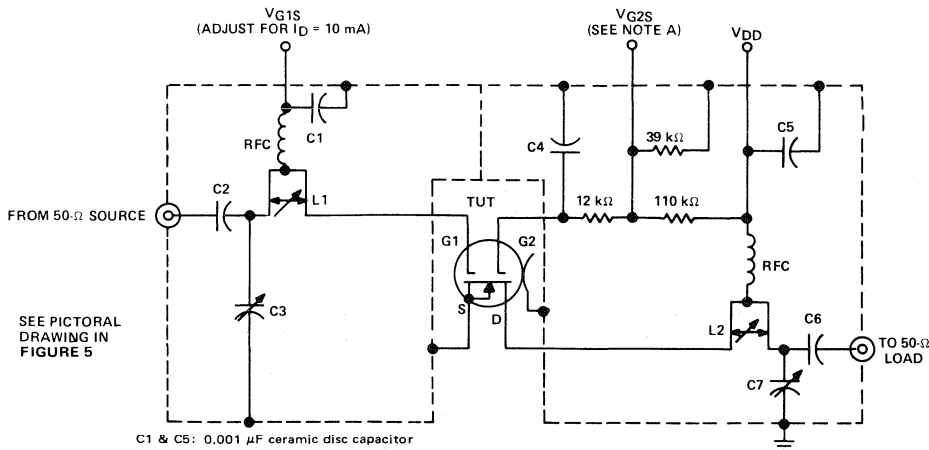 VG1S
(ADJUST FOR ID = 10 mA)
VG2S
(SEE NOTE A)
VDD
C1
RFC
C4
39 kΩ
C5
C2
L1
TUT
12 kΩ
110 kΩ
FROM 50-Ω SOURCE
G1
G2
RFC
C3
S
D
L2
C6
TO 50-Ω
LOAD
C7
SEE PICTORAL
DRAWING IN
FIGURE 5
C1 & C5: 0.001 μF ceramic disc capacitor